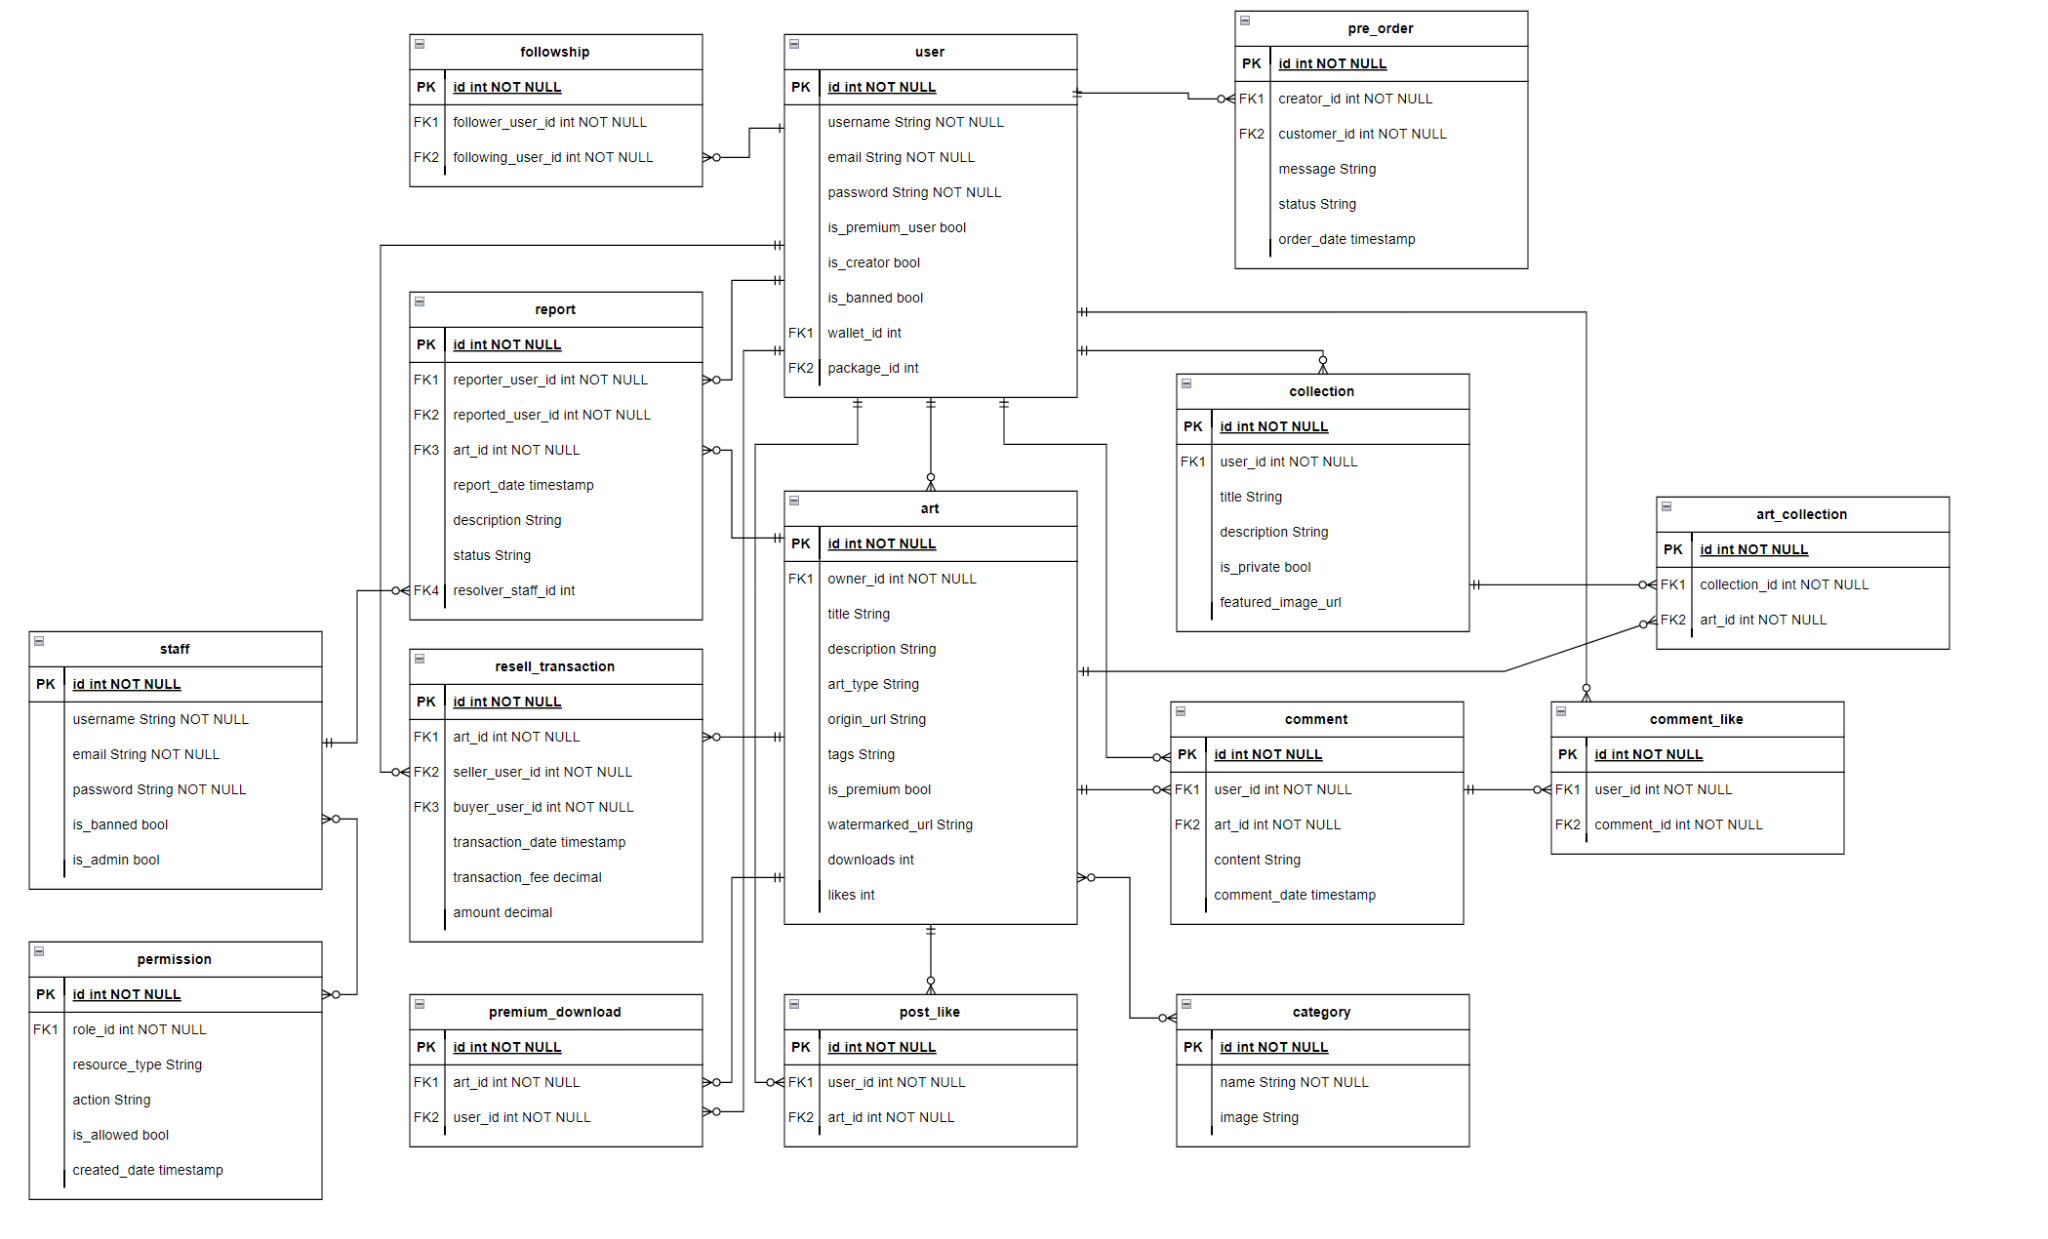 followship
PK id int NOT NULL
FK1 follower_user_id int NOT NULL
FK2 following_user_id int NOT NULL
user
PK id int NOT NULL
username String NOT NULL
email String NOT NULL
password String NOT NULL
is_premium_user bool
is_creator bool
is_banned bool
FK1 wallet_id int
FK2 package_id int
pre_order
PK id int NOT NULL
FK1 creator_id int NOT NULL
FK2 customer_id int NOT NULL
message String
status String
order_date timestamp
report
PK id int NOT NULL
FK1 reporter_user_id int NOT NULL
FK2 reported_user_id int NOT NULL
FK3 art_id int NOT NULL
report_date timestamp
description String
status String
FK4 resolver_staff_id int
collection
PK id int NOT NULL
FK1 user_id int NOT NULL
title String
description String
is_private bool
featured_image_url
art
PK id int NOT NULL
FK1 owner_id int NOT NULL
title String
description String
art_type String
origin_url String
tags String
is_premium bool
watermarked_url String
downloads int
likes int
art_collection
PK id int NOT NULL
FK1 collection_id int NOT NULL
FK2 art_id int NOT NULL
staff
PK id int NOT NULL
username String NOT NULL
email String NOT NULL
password String NOT NULL
is_banned bool
is_admin bool
resell_transaction
PK id int NOT NULL
FK1 art_id int NOT NULL
FK2 seller_user_id int NOT NULL
FK3 buyer_user_id int NOT NULL
transaction_date timestamp
transaction_fee decimal
amount decimal
comment
PK id int NOT NULL
FK1 user_id int NOT NULL
FK2 art_id int NOT NULL
content String
comment_date timestamp
comment_like
PK id int NOT NULL
FK1 user_id int NOT NULL
FK2 comment_id int NOT NULL
permission
PK id int NOT NULL
FK1 role_id int NOT NULL
resource_type String
action String
is_allowed bool
created_date timestamp
premium_download
PK id int NOT NULL
FK1 art_id int NOT NULL
FK2 user_id int NOT NULL
post_like
PK id int NOT NULL
FK1 user_id int NOT NULL
FK2 art_id int NOT NULL
category
PK id int NOT NULL
name String NOT NULL
image String